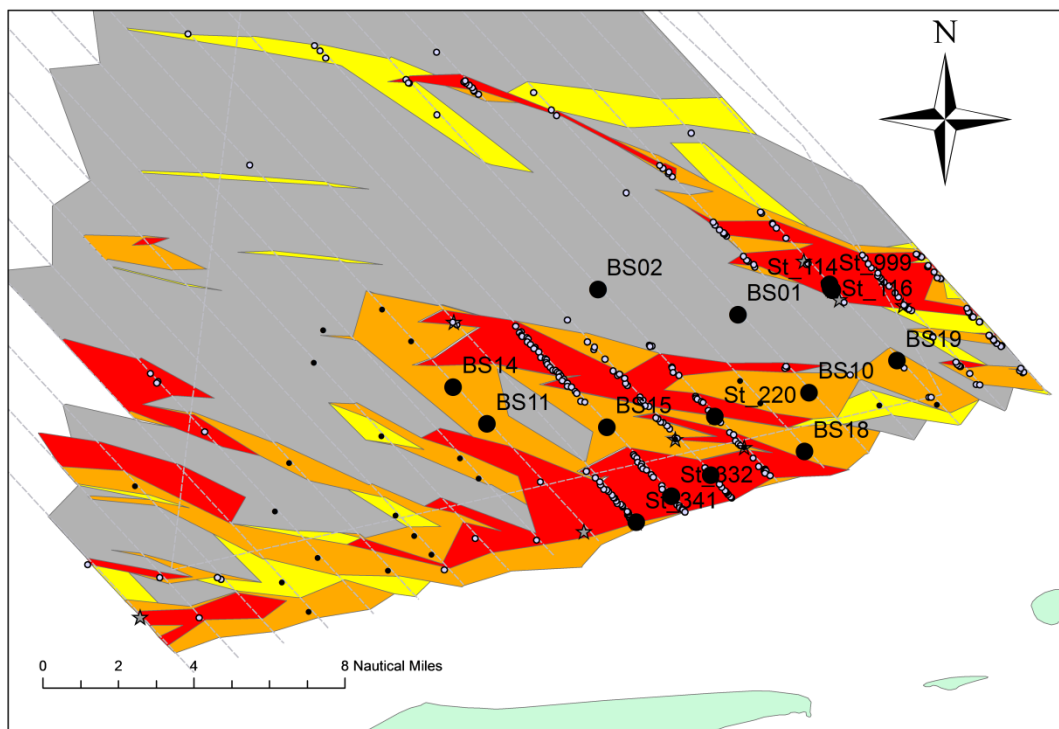 N
St_114
St_999
BS02
St_116
BS01
BS19
BS14
BS10
BS11
BS15
St_220
BS18
St_332
St_341
0 2 4 8 Nautical Miles